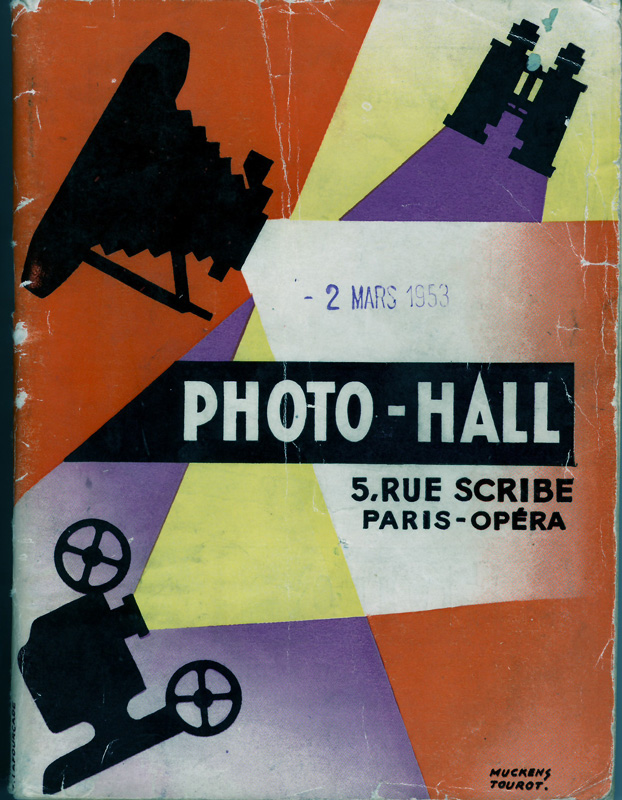 - 2 MARS 1953
PHOTO-HALL
5, RUE SCRIBE
PARIS-OPÉRA
MUCKENS
TOUROT.